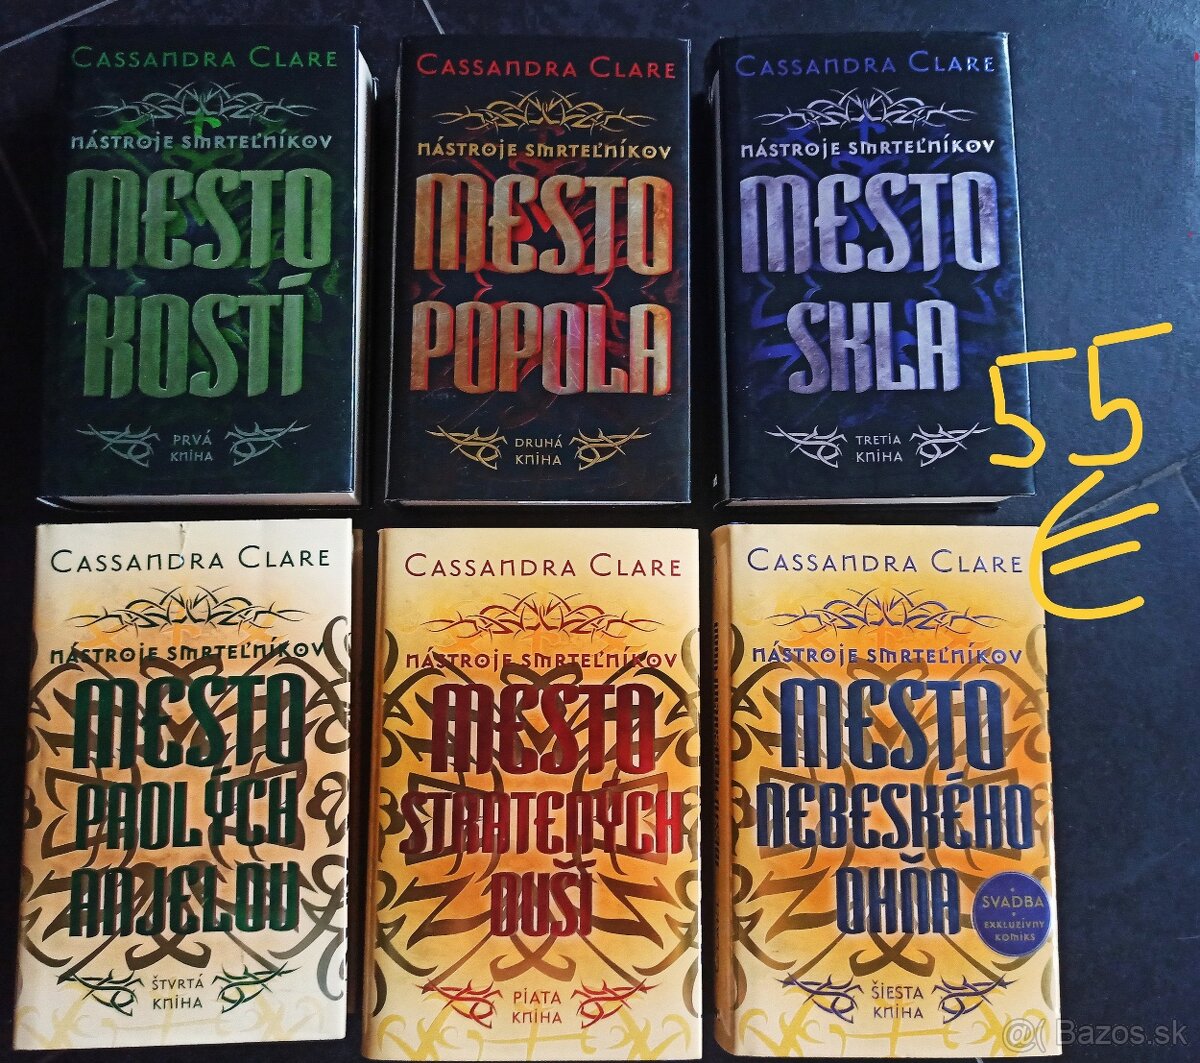 CASSANDRA CLARE
NÁSTROJE SMRTEĽNÍKOV
MESTO
KOSTÍ
PRVÁ
KNIHA
CASSANDRA CLARE
NÁSTROJE SMRTEĽNÍKOV
MESTO
POPOLA
DRUHÁ
KNIHA
CASSANDRA CLARE
NÁSTROJE SMRTEĽNÍKOV
MESTO
SKLA
TRETIA
KNIHA
55
€
CASSANDRA CLARE
NÁSTROJE SMRTEĽNÍKOV
MESTO
PADLÝCH
ANJELOV
ŠTVRTÁ
KNIHA
CASSANDRA CLARE
NÁSTROJE SMRTEĽNÍKOV
MESTO
STRATENÝCH
DUŠÍ
PIATA
KNIHA
CASSANDRA CLARE
NÁSTROJE SMRTEĽNÍKOV
MESTO
NEBESKÉHO
OHŇA
SVADBA
EXKLUZÍVNY
KOMIKS
ŠIESTA
KNIHA
@( Bazos.sk